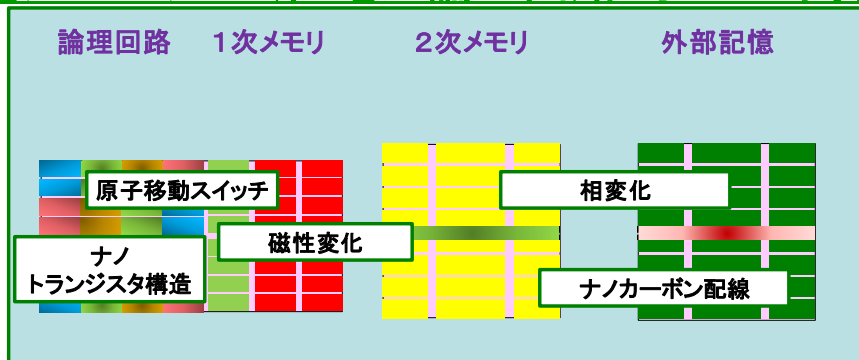 論理回路 1次メモリ 2次メモリ 外部記憶
原子移動スイッチ
相変化
磁性変化
ナノ
トランジスタ構造
ナノカーボン配線